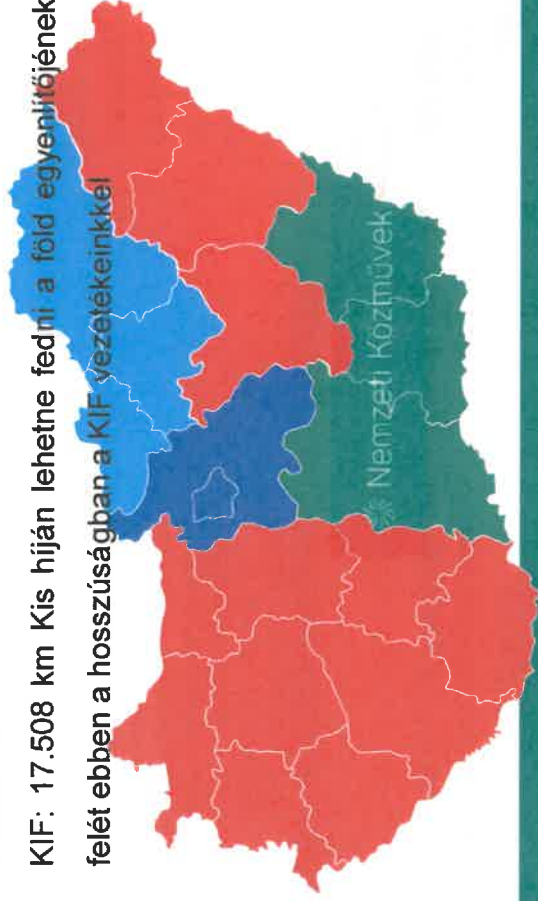 KIF: 17.508 km Kis híján lehetne fedni a föld egyenlítőjének
felét ebben a hosszúságban a KIF vezetékeinkkel
Nemzeti Közművek